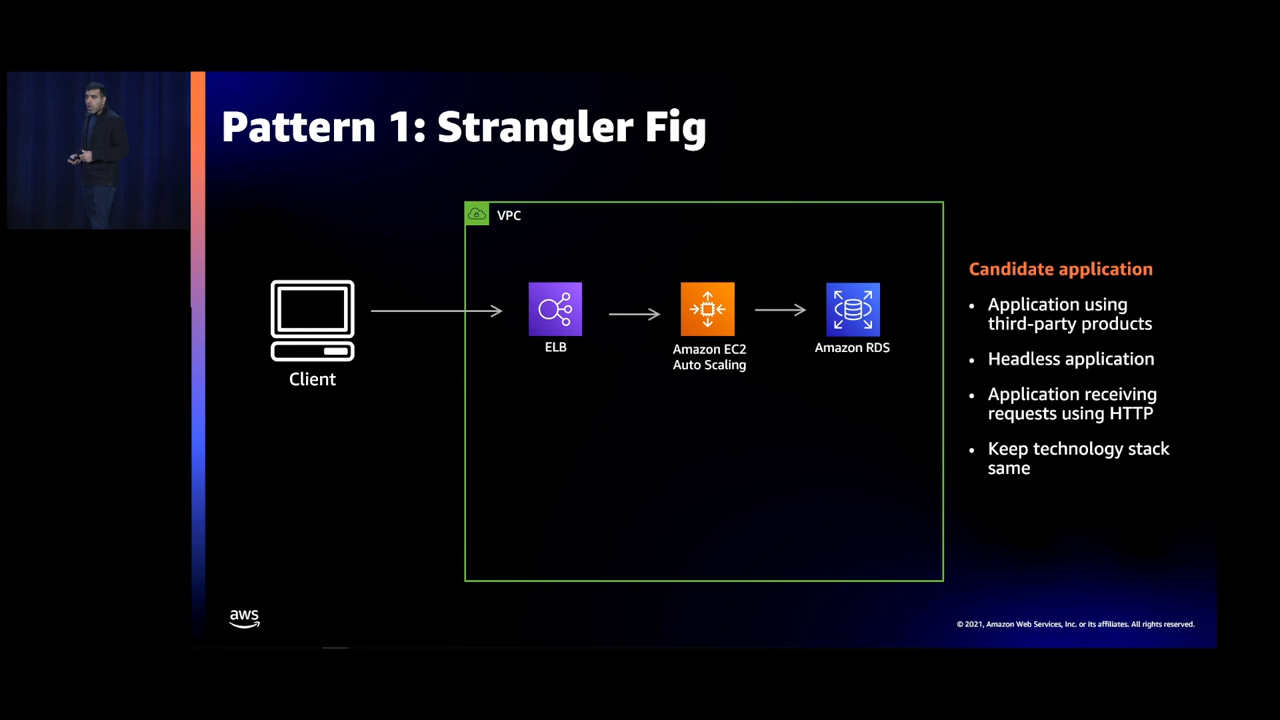 Pattern 1: Strangler Fig
VPC
Client
ELB
Amazon EC2
Auto Scaling
Amazon RDS
Candidate application
• Application using
third-party products
• Headless application
• Application receiving
requests using HTTP
• Keep technology stack
same
aws
© 2021, Amazon Web Services, Inc. or its affiliates. All rights reserved.